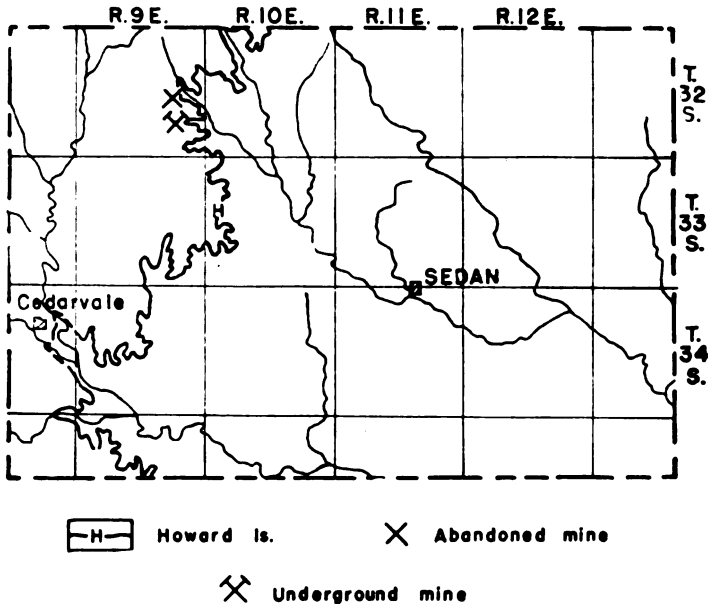 R.9E. R.10E. R.11E. R.12E.
T. 32 S.
H
T. 33 S.
SEDAN
Cedarvale
T. 34 S.
H Howard ls. Abandoned mine
Underground mine